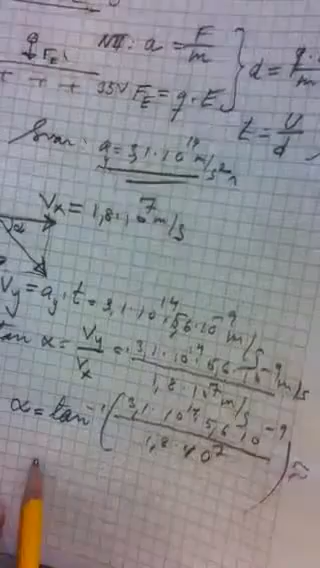 NII: a = F/m
F_E
+ + + 35V F_E = q · E
t = U/d
Svar: a = 3,1 · 10^14 m/s²
V_x = 1,8 · 10^7 m/s
α
V_y = a_y · t = 3,1 · 10^14 · 5,6 · 10^-9 m/s
tan α = V_y/V_x = 3,1 · 10^14 · 5,6 · 10^-9 m/s / 1,8 · 10^7 m/s
α = tan^-1 ( 3,1 · 10^14 · 5,6 · 10^-9 / 1,8 · 10^7 ) ≈